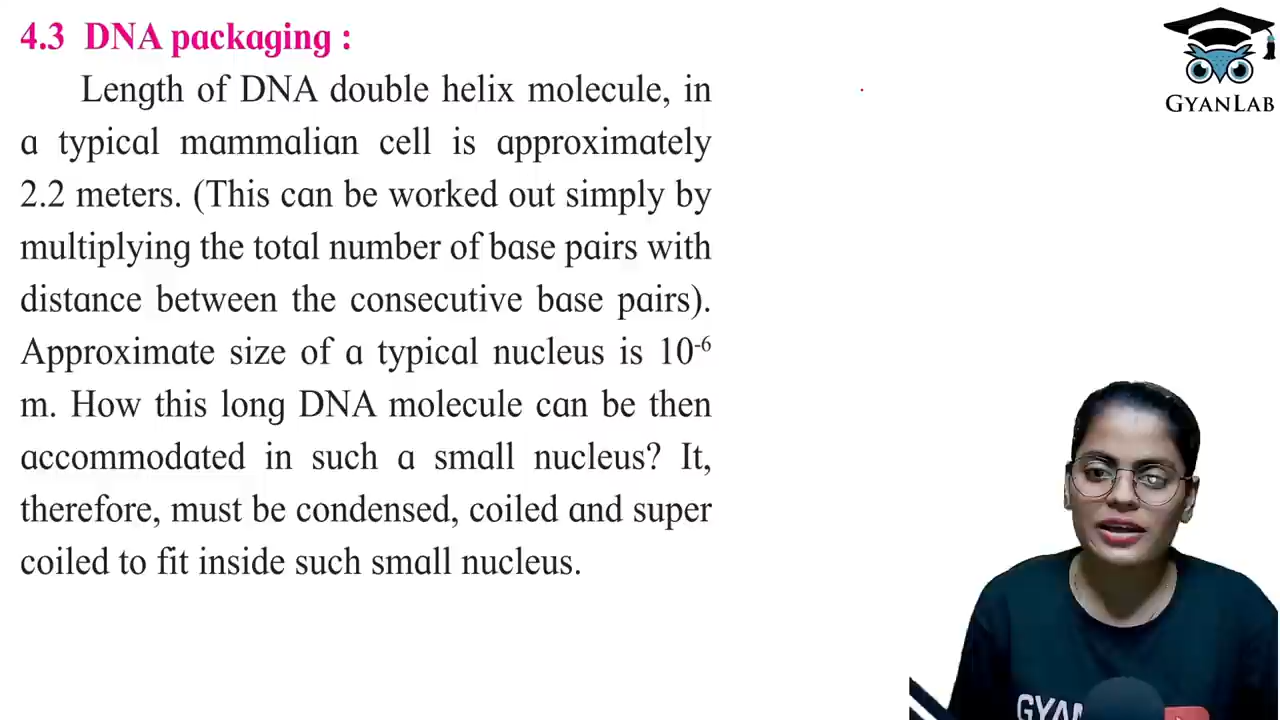 4.3 DNA packaging :
Length of DNA double helix molecule, in
a typical mammalian cell is approximately
2.2 meters. (This can be worked out simply by
multiplying the total number of base pairs with
distance between the consecutive base pairs).
Approximate size of a typical nucleus is 10⁻⁶
m. How this long DNA molecule can be then
accommodated in such a small nucleus? It,
therefore, must be condensed, coiled and super
coiled to fit inside such small nucleus.
GYANLAB